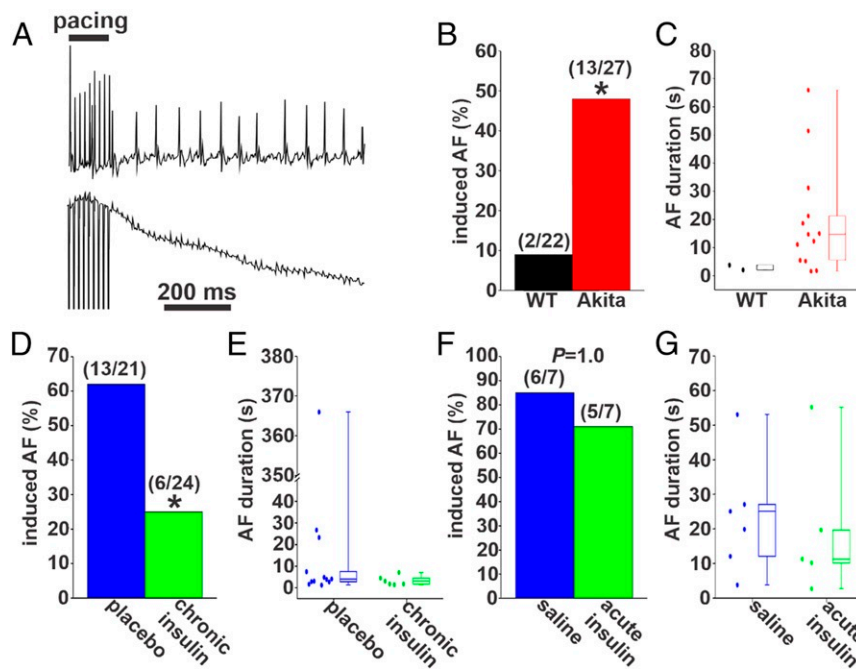 A
pacing
200 ms
B
induced AF (%)
60
50
40
30
20
10
0
(2/22)
(13/27)
*
WT
Akita
C
AF duration (s)
80
70
60
50
40
30
20
10
0
WT
Akita
D
induced AF (%)
70
60
50
40
30
20
10
0
(13/21)
(6/24)
*
placebo
chronic
insulin
E
AF duration (s)
380
370
360
350
40
30
20
10
0
placebo
chronic
insulin
F
induced AF (%)
100
90
80
70
60
50
40
30
20
10
0
P=1.0
(6/7)
(5/7)
saline
acute
insulin
G
AF duration (s)
70
60
50
40
30
20
10
0
saline
acute
insulin